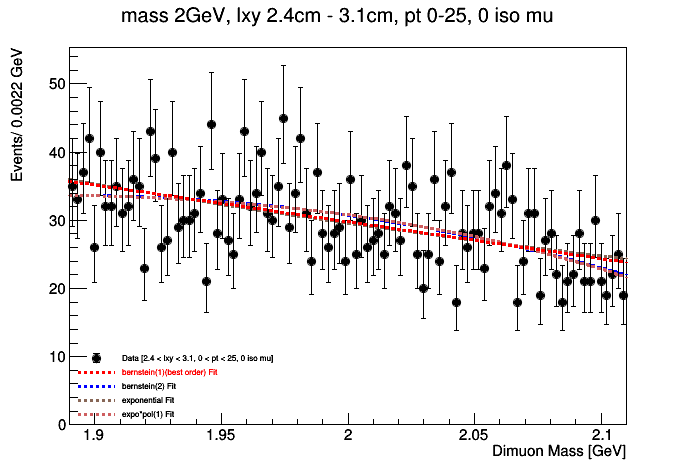 mass 2GeV, lxy 2.4cm - 3.1cm, pt 0-25, 0 iso mu
Events/ 0.0022 GeV
50
40
30
20
10
0
Data [2.4 < lxy < 3.1, 0 < pt < 25, 0 iso mu]
bernstein(1)(best order) Fit
bernstein(2) Fit
exponential Fit
expo*pol(1) Fit
1.9 1.95 2 2.05 2.1
Dimuon Mass [GeV]